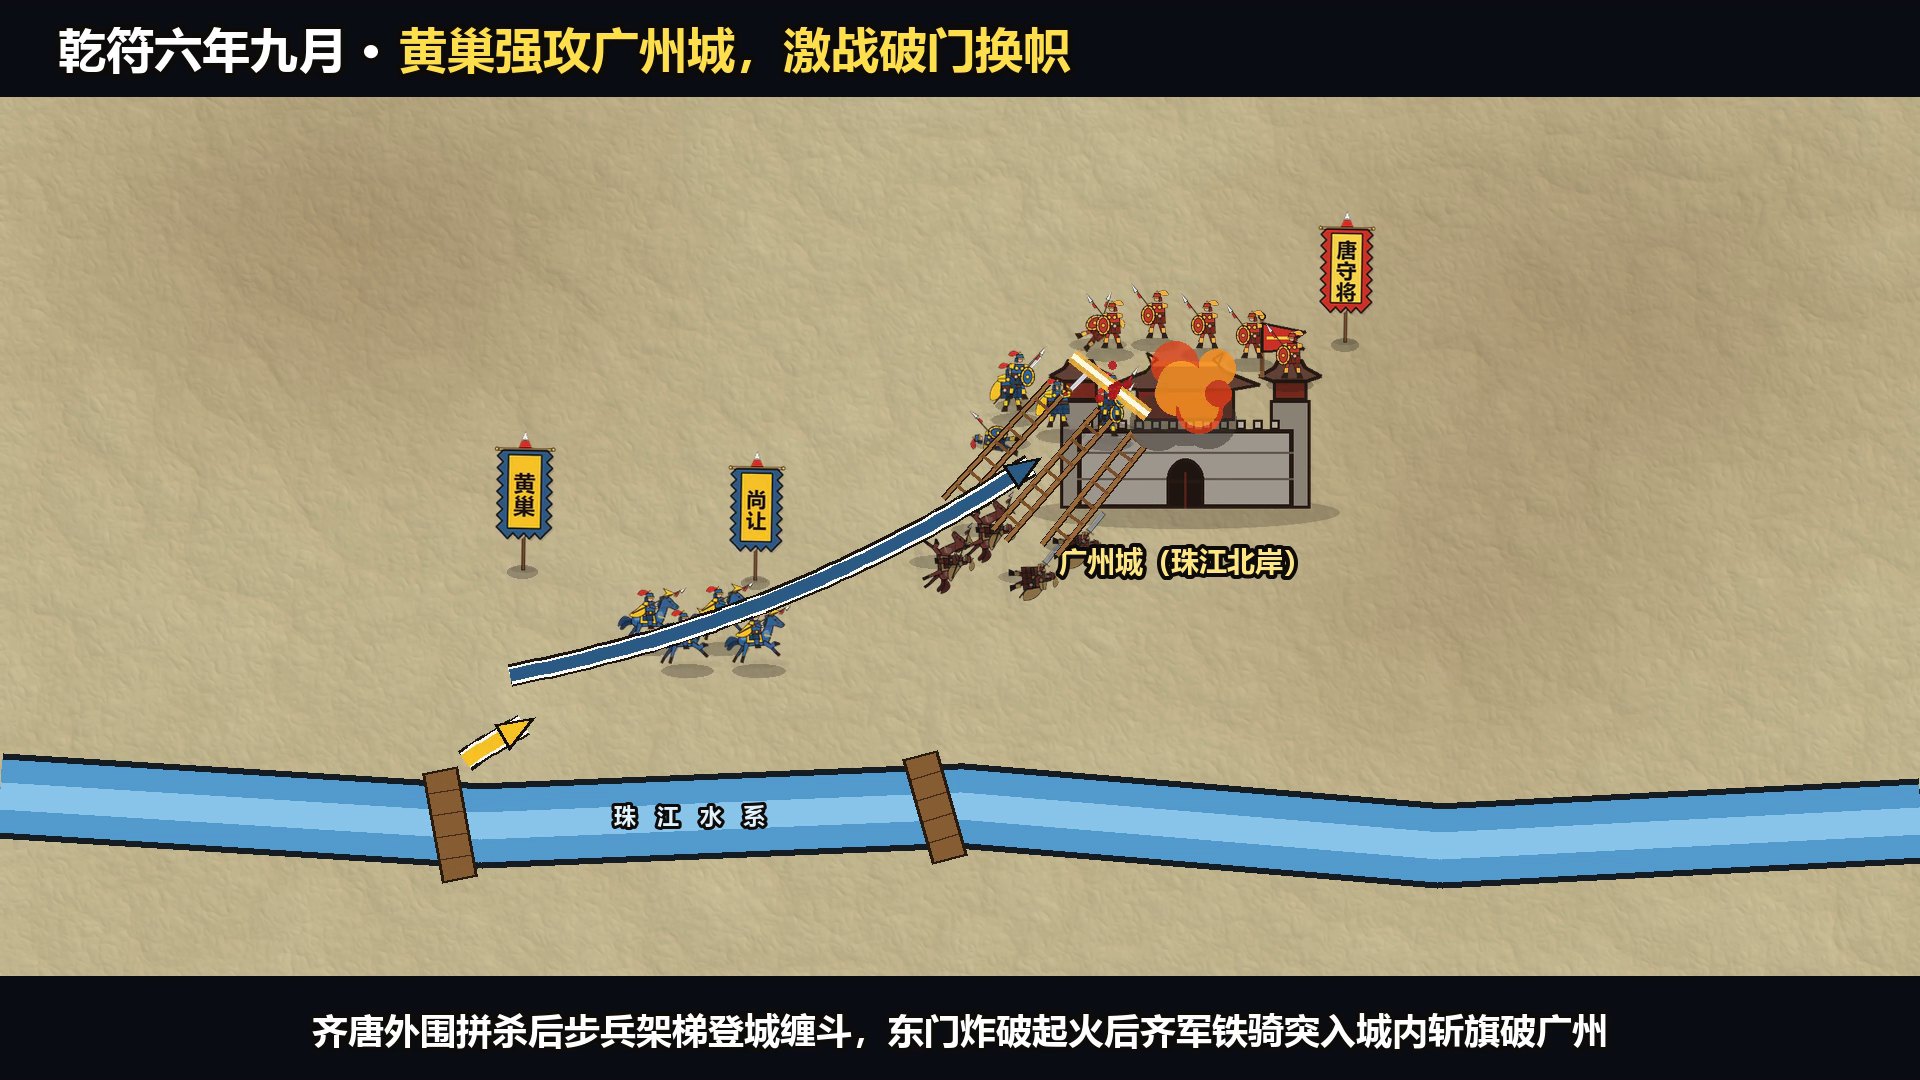 乾符六年九月·黄巢强攻广州城，激战破门换帜
唐守将
黄巢
尚让
广州城（珠江北岸）
珠江水系
齐唐外围拼杀后步兵架梯登城缠斗，东门炸破起火后齐军铁骑突入城内斩旗破广州